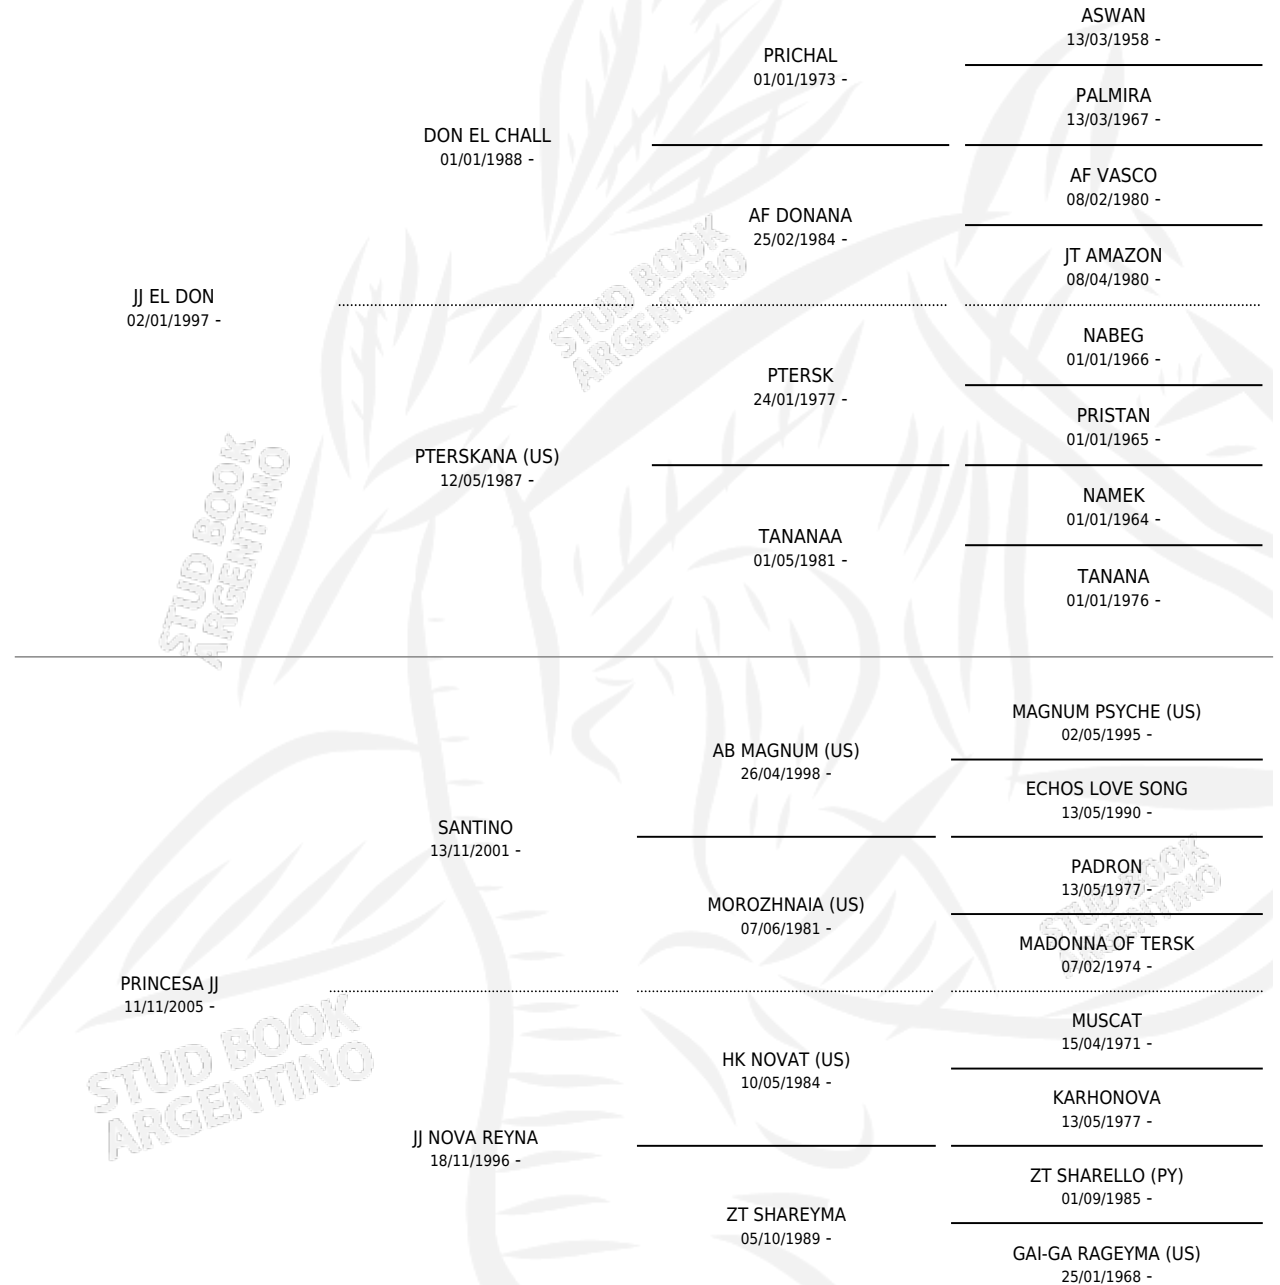 ASWAN
13/03/1958 -
PRICHAL
01/01/1973 -
PALMIRA
13/03/1967 -
DON EL CHALL
01/01/1988 -
AF VASCO
08/02/1980 -
AF DONANA
25/02/1984 -
JT AMAZON
08/04/1980 -
JJ EL DON
02/01/1997 -
NABEG
01/01/1966 -
PTERSK
24/01/1977 -
PRISTAN
01/01/1965 -
PTERSKANA (US)
12/05/1987 -
NAMEK
01/01/1964 -
TANANAA
01/05/1981 -
TANANA
01/01/1976 -
STUD BOOK
ARGENTINO
STUD BOOK
ARGENTINO
MAGNUM PSYCHE (US)
02/05/1995 -
AB MAGNUM (US)
26/04/1998 -
ECHOS LOVE SONG
13/05/1990 -
SANTINO
13/11/2001 -
PADRON
13/05/1977 -
MOROZHNAIA (US)
07/06/1981 -
MADONNA OF TERSK
07/02/1974 -
PRINCESA JJ
11/11/2005 -
MUSCAT
15/04/1971 -
HK NOVAT (US)
10/05/1984 -
KARHONOVA
13/05/1977 -
JJ NOVA REYNA
18/11/1996 -
ZT SHARELLO (PY)
01/09/1985 -
ZT SHAREYMA
05/10/1989 -
GAI-GA RAGEYMA (US)
25/01/1968 -
STUD BOOK
ARGENTINO
STUD BOOK
ARGENTINO